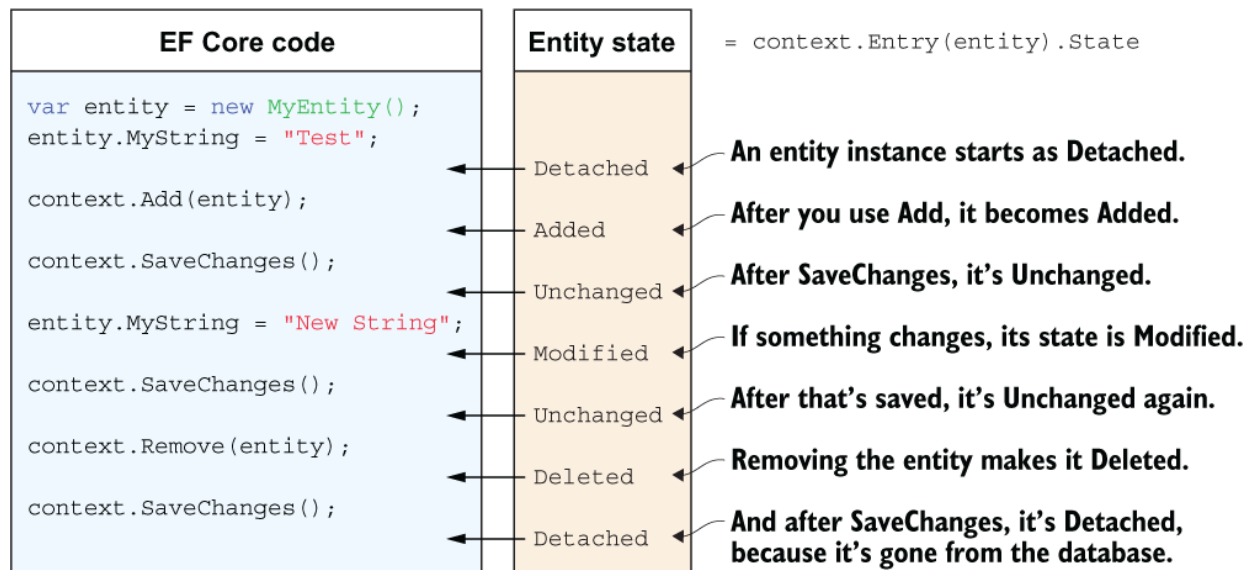 EF Core code
Entity state
= context.Entry(entity).State
var entity = new MyEntity();
entity.MyString = "Test";
Detached
An entity instance starts as Detached.
context.Add(entity);
Added
After you use Add, it becomes Added.
context.SaveChanges();
Unchanged
After SaveChanges, it's Unchanged.
entity.MyString = "New String";
Modified
If something changes, its state is Modified.
context.SaveChanges();
Unchanged
After that's saved, it's Unchanged again.
context.Remove(entity);
Deleted
Removing the entity makes it Deleted.
context.SaveChanges();
Detached
And after SaveChanges, it's Detached,
because it's gone from the database.